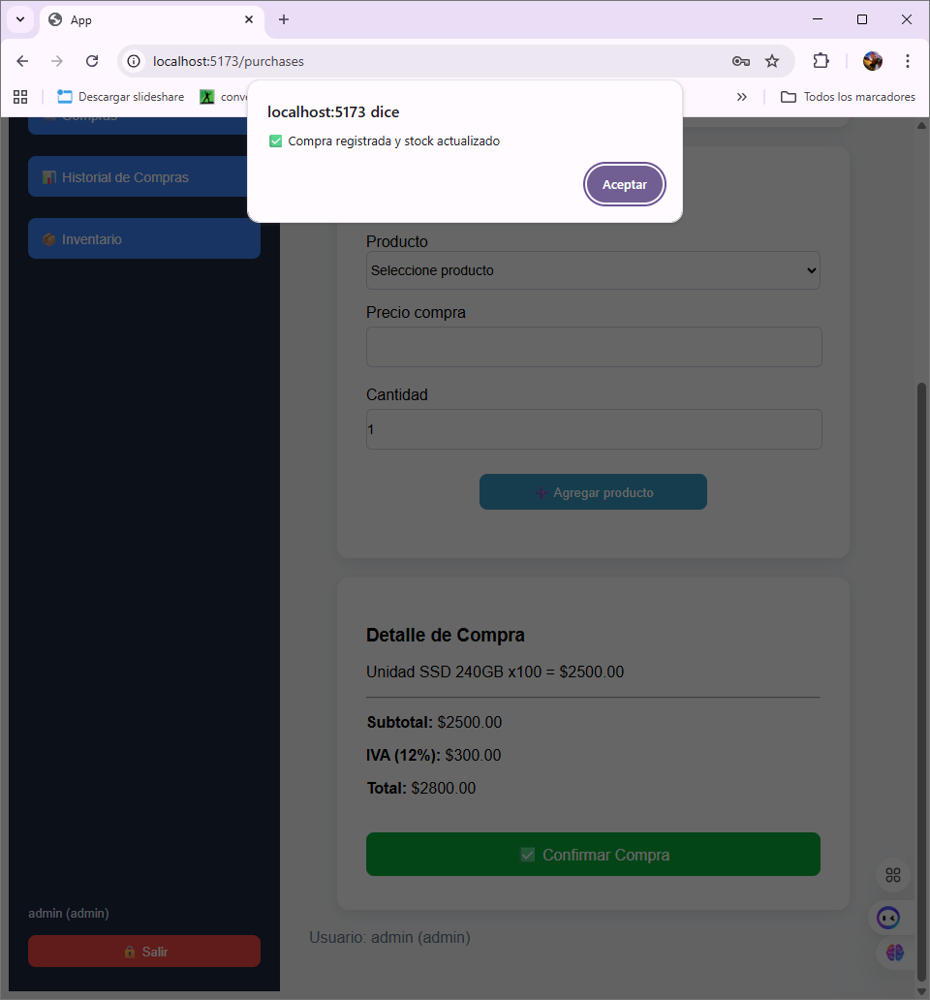 App
localhost:5173/purchases
Descargar slideshare
Todos los marcadores
localhost:5173 dice
✅ Compra registrada y stock actualizado
Aceptar
Compras
Historial de Compras
Inventario
Producto
Seleccione producto
Precio compra
Cantidad
1
Agregar producto
Detalle de Compra
Unidad SSD 240GB x100 = $2500.00
Subtotal: $2500.00
IVA (12%): $300.00
Total: $2800.00
✅ Confirmar Compra
admin (admin)
Salir
Usuario: admin (admin)